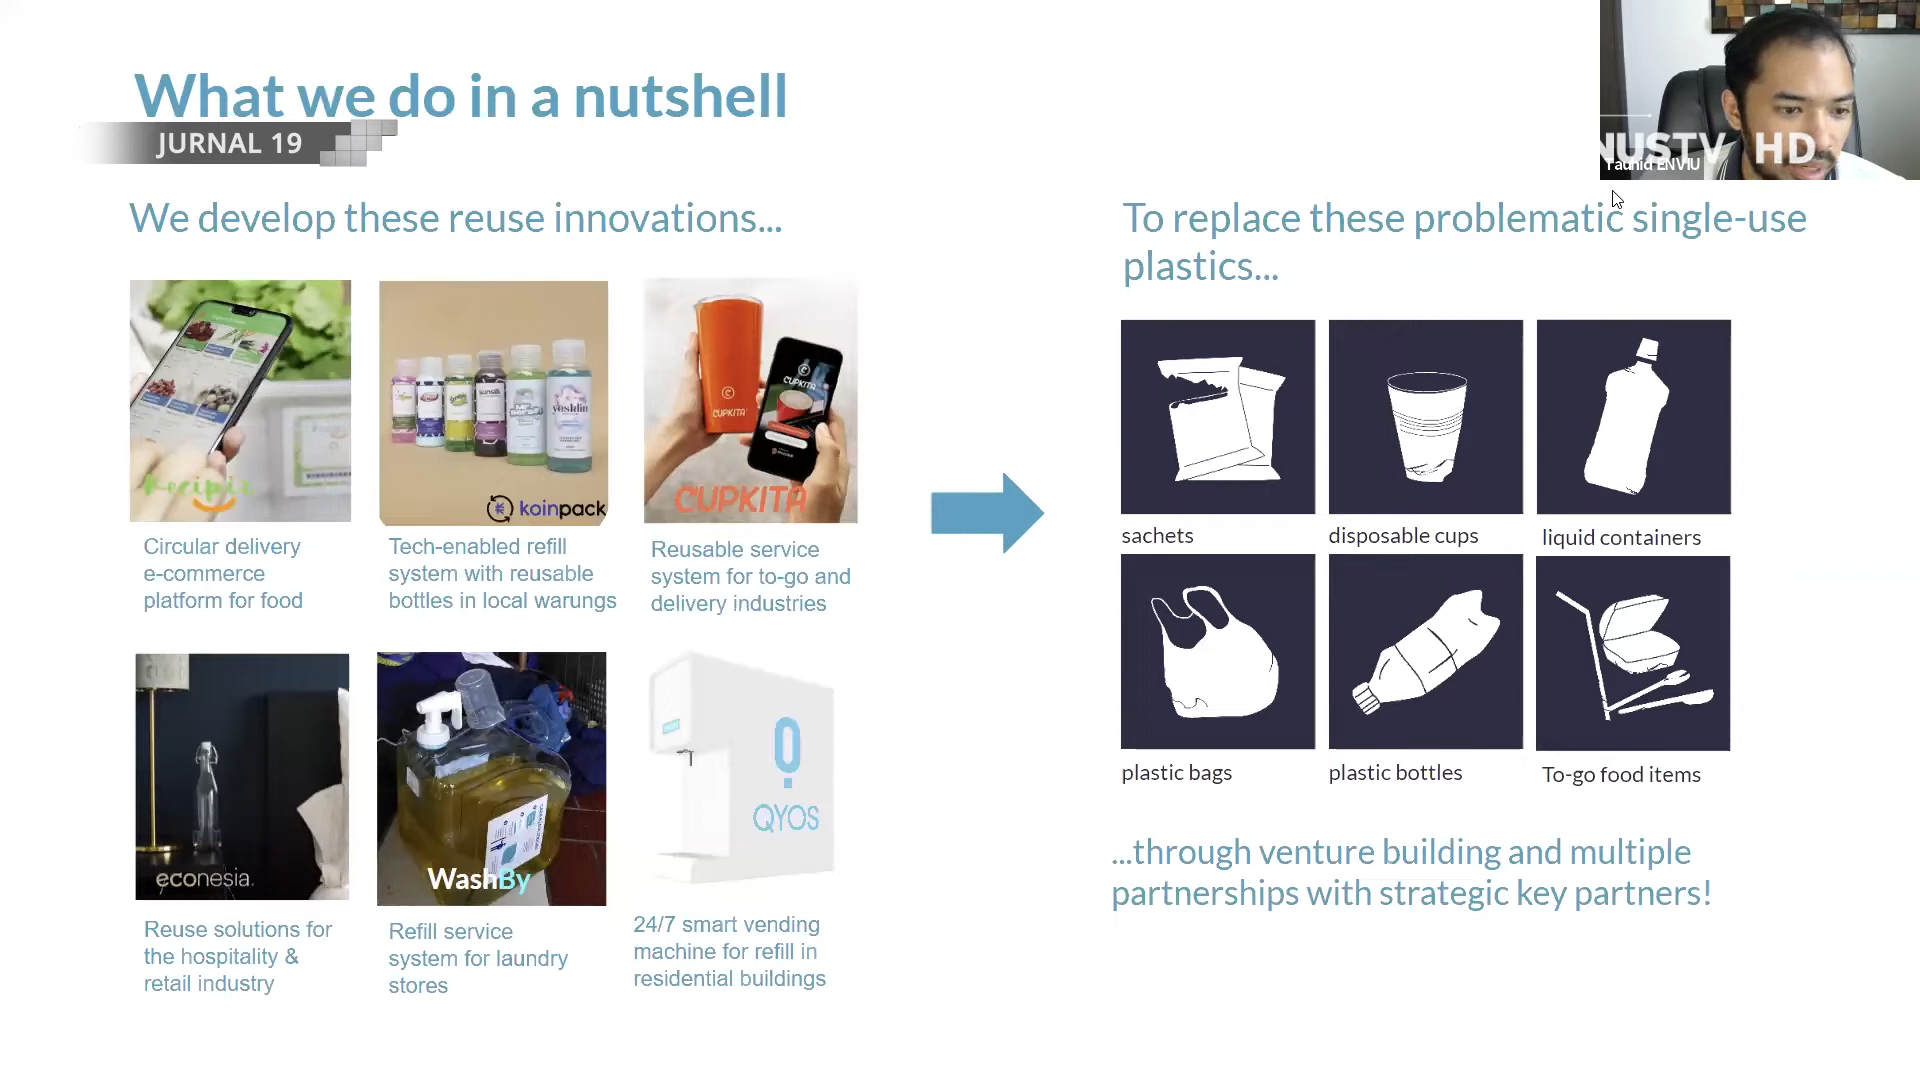 What we do in a nutshell
JURNAL 19
NUSTV HD
Tauhid ENVIU
We develop these reuse innovations...
To replace these problematic single-use
plastics...
koinpack
CUPKITA
CUPKITA
CUPKITA
Circular delivery
e-commerce
platform for food
Tech-enabled refill
system with reusable
bottles in local warungs
Reusable service
system for to-go and
delivery industries
sachets
disposable cups
liquid containers
econesia.
WashBy
QYOS
plastic bags
plastic bottles
To-go food items
Reuse solutions for
the hospitality &
retail industry
Refill service
system for laundry
stores
24/7 smart vending
machine for refill in
residential buildings
...through venture building and multiple
partnerships with strategic key partners!